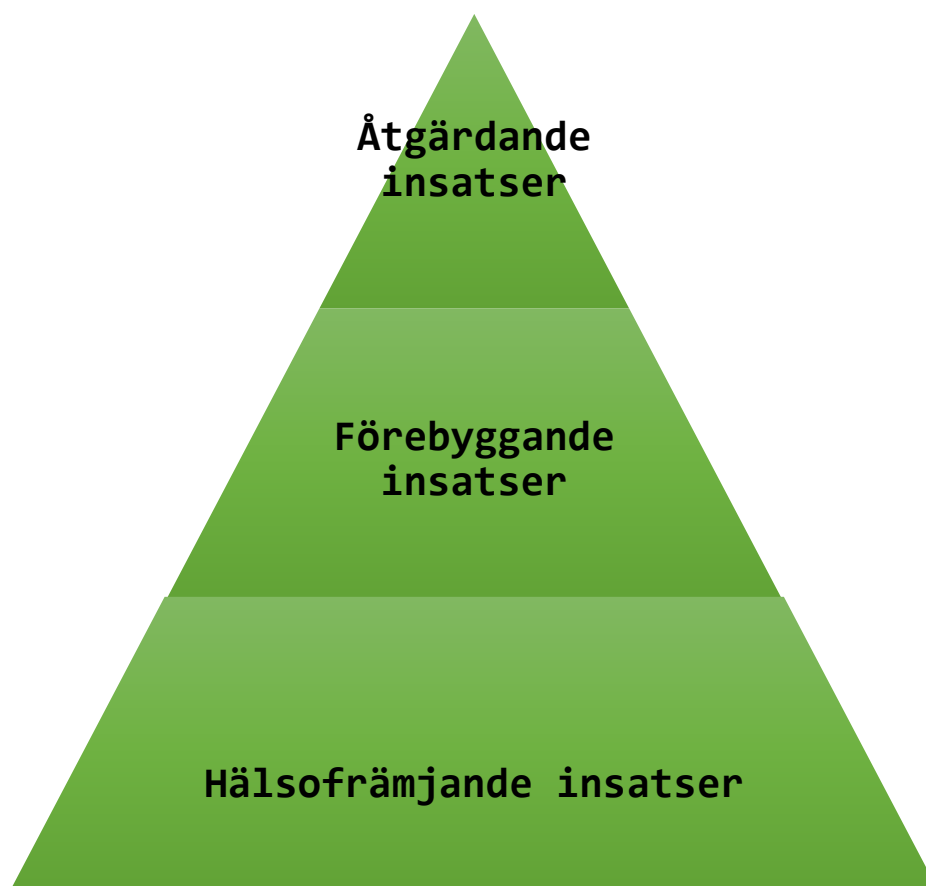 Åtgärdande
insatser
Förebyggande
insatser
Hälsofrämjande insatser